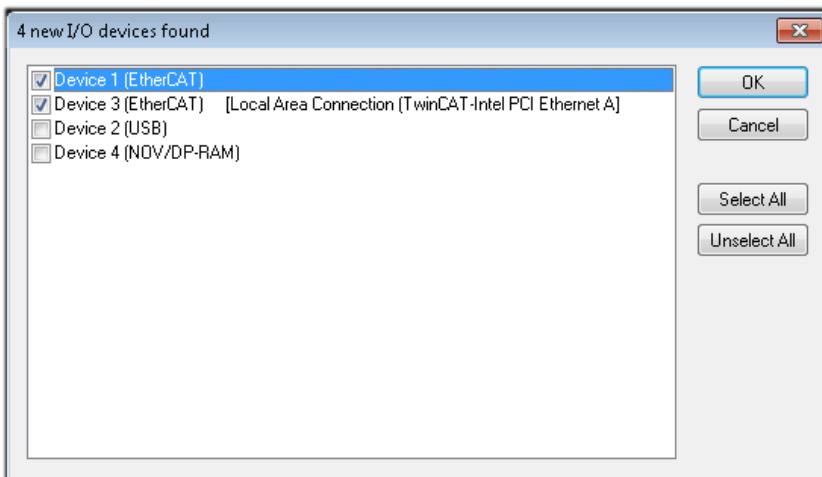 4 new I/O devices found
Device 1 (EtherCAT)
Device 3 (EtherCAT) [Local Area Connection (TwinCAT-Intel PCI Ethernet A]
Device 2 (USB)
Device 4 (NOV/DP-RAM)
OK
Cancel
Select All
Unselect All